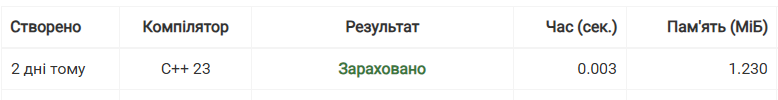 Створено Компілятор Результат Час (сек.) Пам'ять (МіБ)
2 дні тому C++ 23 Зараховано 0.003 1.230